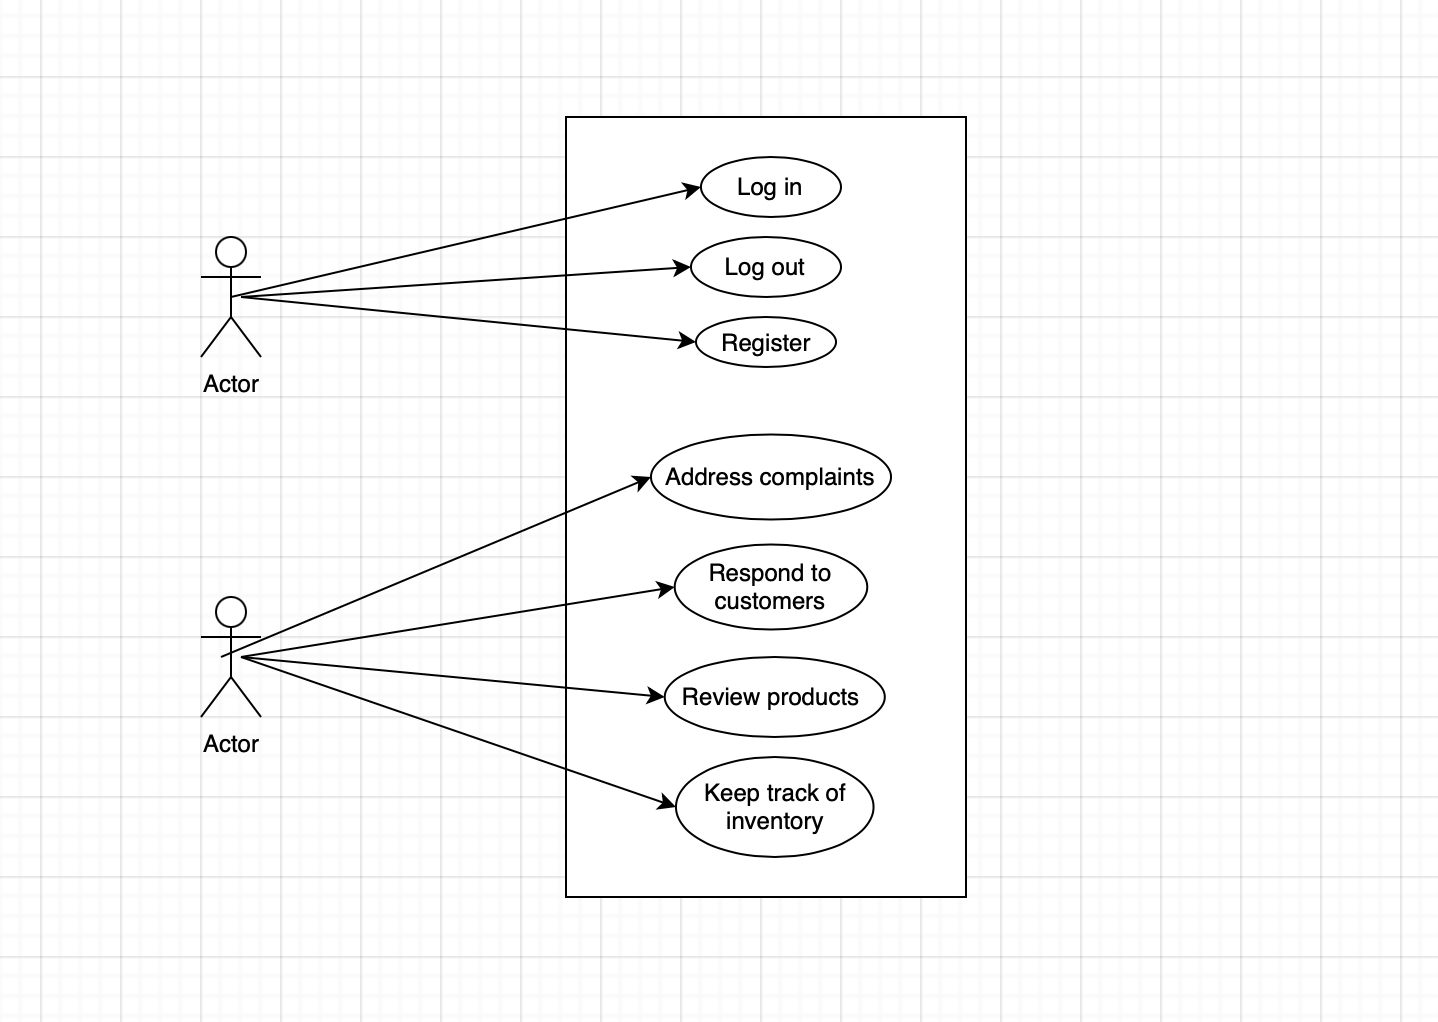 Log in
Log out
Register
Actor
Address complaints
Respond to
customers
Review products
Actor
Keep track of
inventory